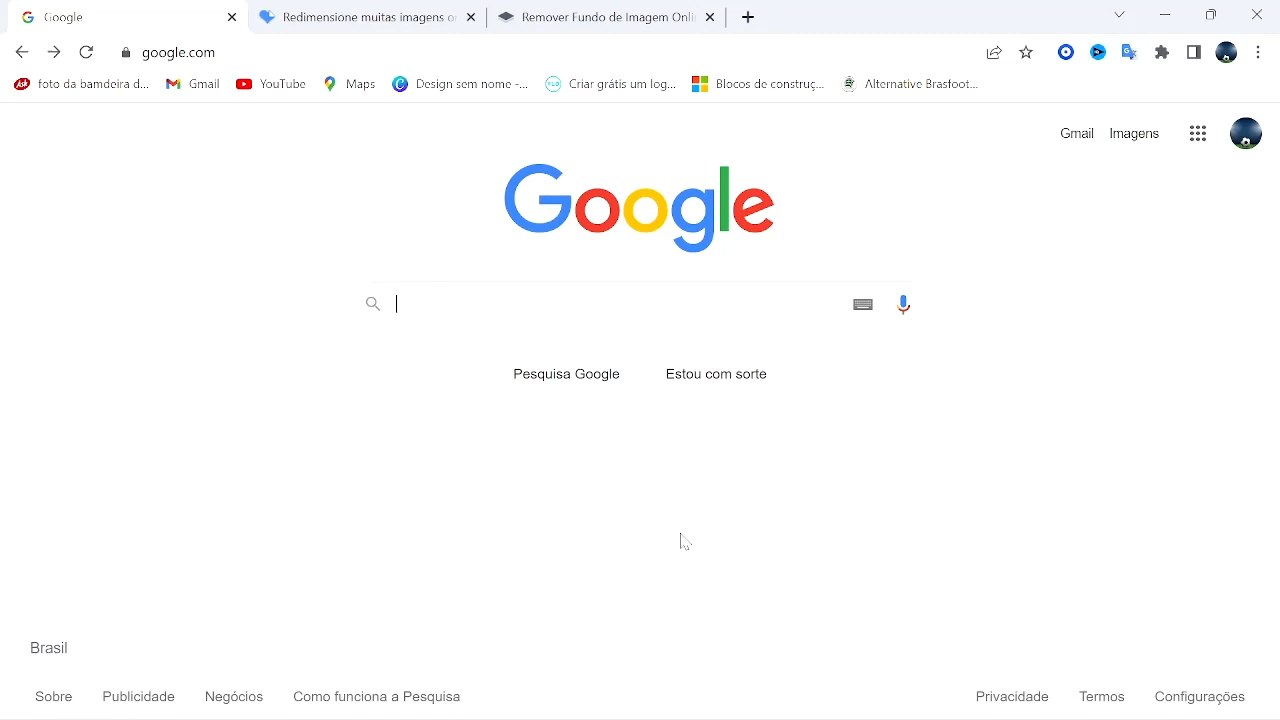 Google
Redimensione muitas imagens o
Remover Fundo de Imagem Onli
google.com
foto da bamdeira d...
Gmail
YouTube
Maps
Design sem nome -...
Criar grátis um log...
Blocos de construç...
Alternative Brasfoot...
Gmail
Imagens
Google
Pesquisa Google
Estou com sorte
Brasil
Sobre
Publicidade
Negócios
Como funciona a Pesquisa
Privacidade
Termos
Configurações